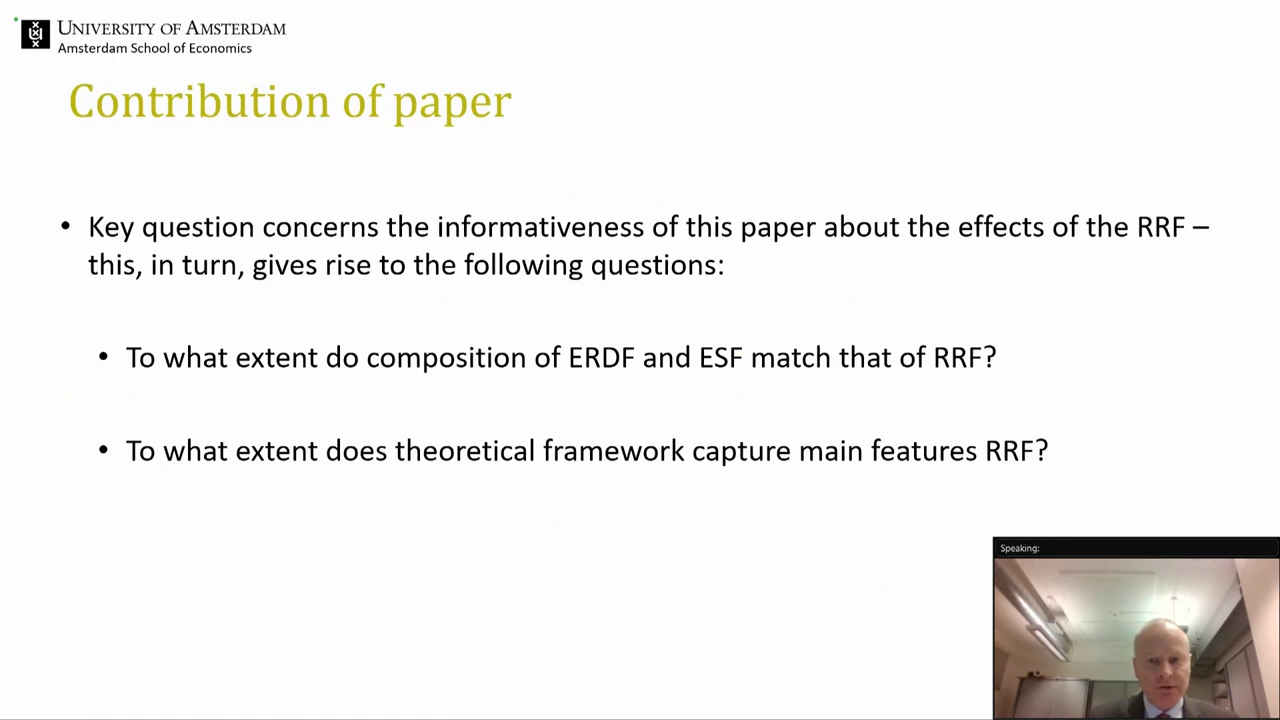 UNIVERSITY OF AMSTERDAM
Amsterdam School of Economics
Contribution of paper
• Key question concerns the informativeness of this paper about the effects of the RRF –
this, in turn, gives rise to the following questions:
• To what extent do composition of ERDF and ESF match that of RRF?
• To what extent does theoretical framework capture main features RRF?
Speaking: